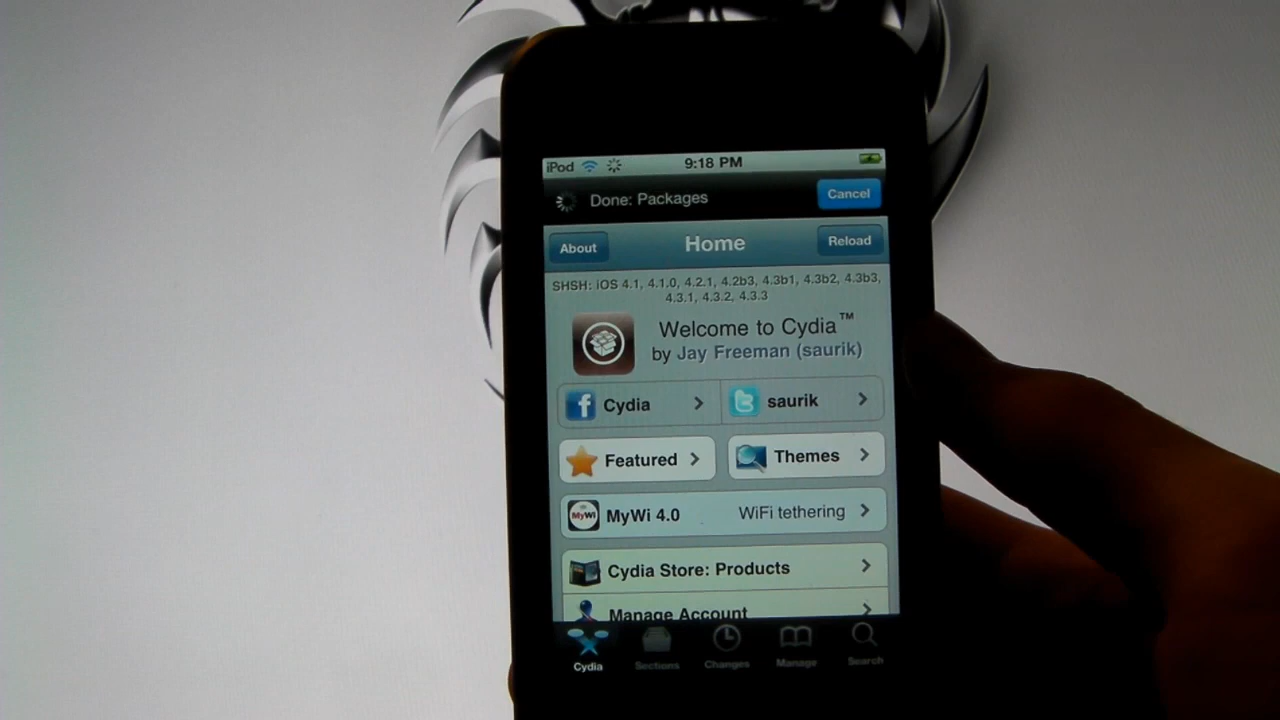 iPod 9:18 PM
Done: Packages Cancel
About Home Reload
SHSH: iOS 4.1, 4.1.0, 4.2.1, 4.2b3, 4.3b1, 4.3b2, 4.3b3,
4.3.1, 4.3.2, 4.3.3
Welcome to Cydia™
by Jay Freeman (saurik)
f Cydia t saurik
Featured Themes
MyWi MyWi 4.0 WiFi tethering
Cydia Store: Products
Manage Account
Cydia Sections Changes Manage Search